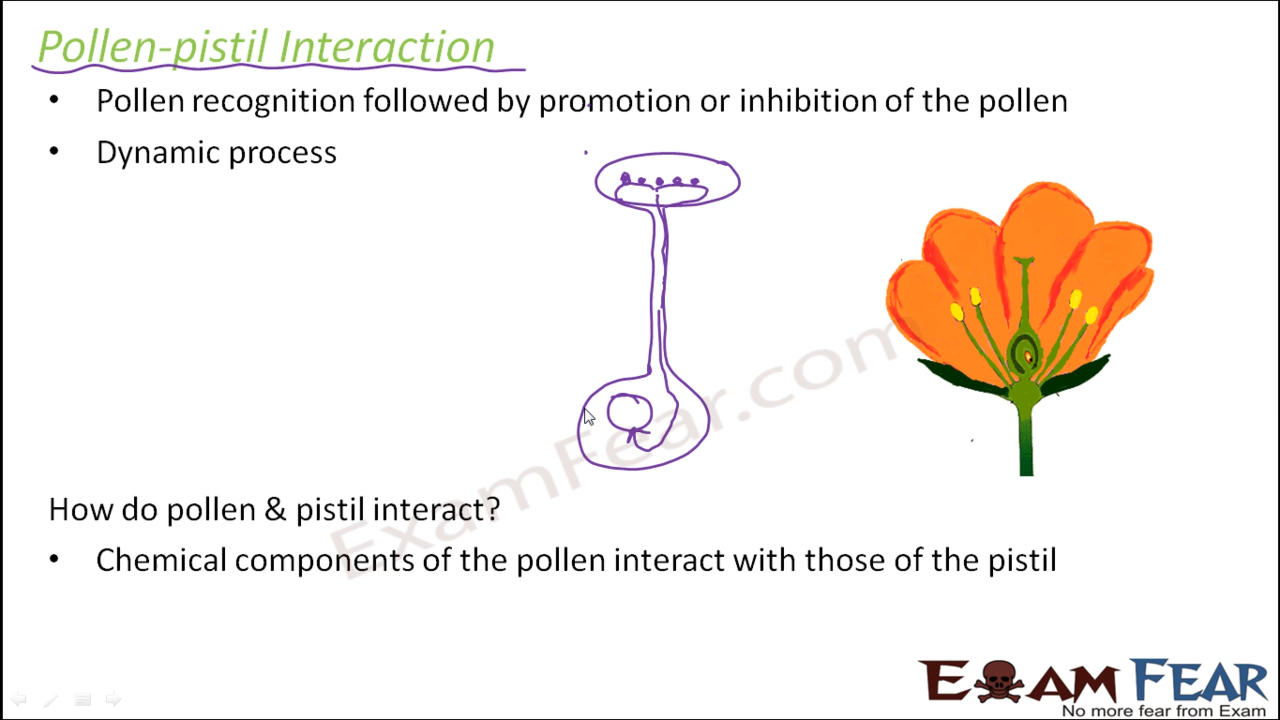 Pollen-pistil Interaction
• Pollen recognition followed by promotion or inhibition of the pollen
• Dynamic process
ExamFear.com
How do pollen & pistil interact?
• Chemical components of the pollen interact with those of the pistil
EXAM FEAR
No more fear from Exam